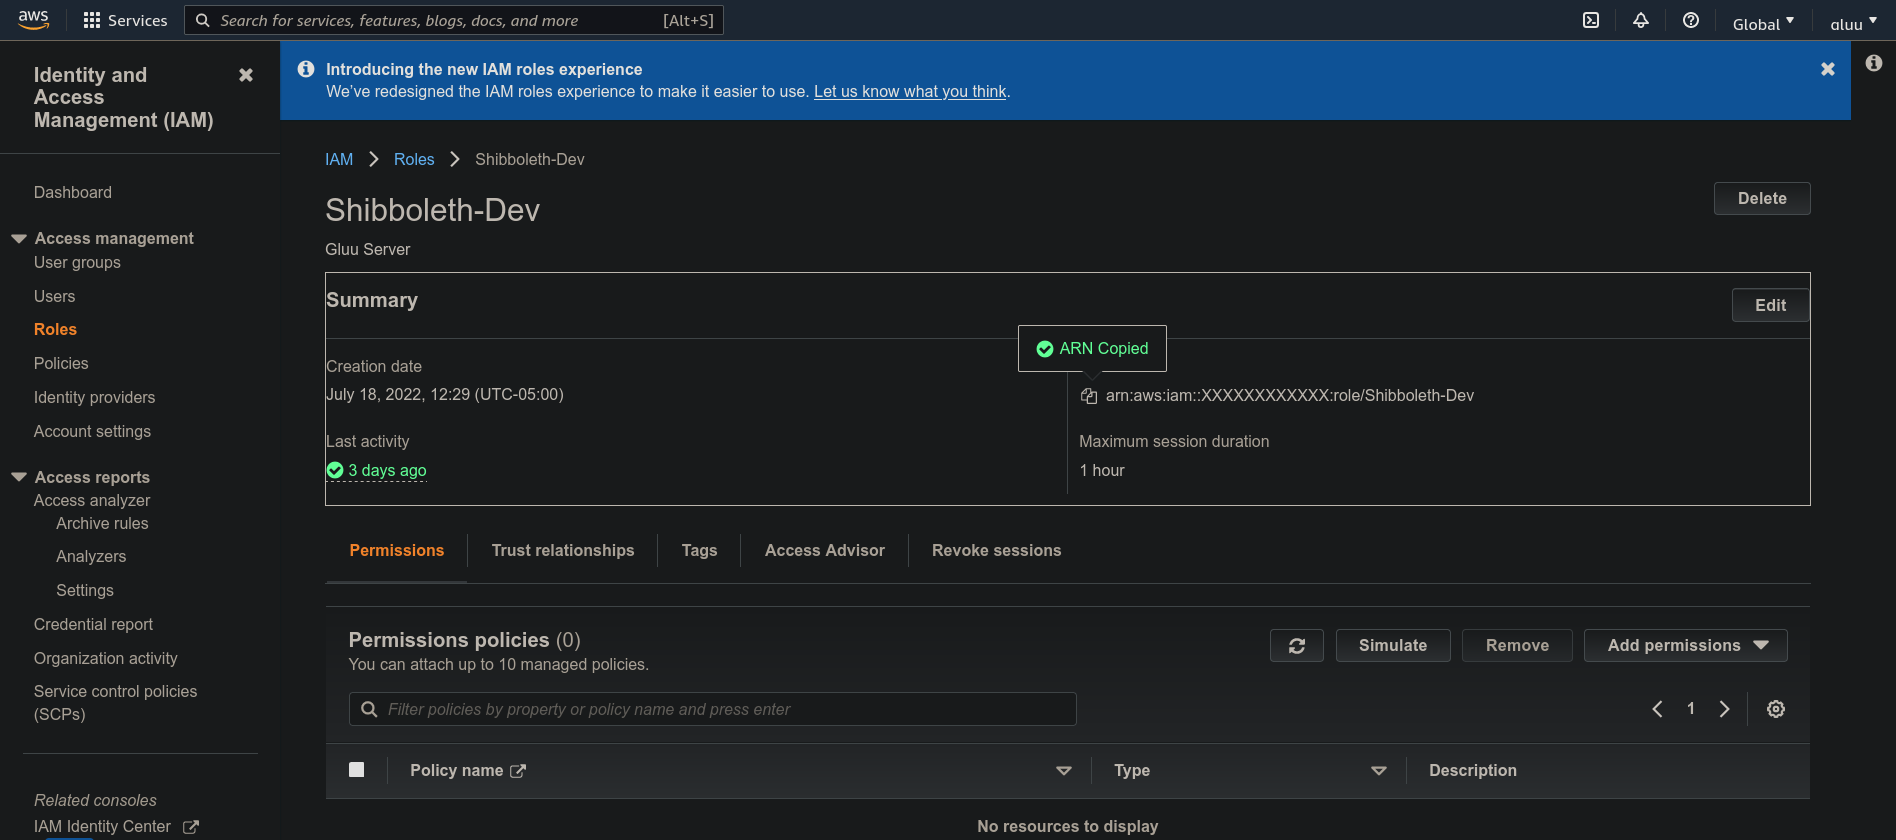 aws
Services
Search for services, features, blogs, docs, and more [Alt+S]
Global
gluu
Identity and
Access
Management (IAM)
Dashboard
Access management
User groups
Users
Roles
Policies
Identity providers
Account settings
Access reports
Access analyzer
Archive rules
Analyzers
Settings
Credential report
Organization activity
Service control policies
(SCPs)
Related consoles
IAM Identity Center
Introducing the new IAM roles experience
We've redesigned the IAM roles experience to make it easier to use. Let us know what you think.
IAM > Roles > Shibboleth-Dev
Shibboleth-Dev
Delete
Gluu Server
Summary
Edit
ARN Copied
Creation date
July 18, 2022, 12:29 (UTC-05:00)
arn:aws:iam::XXXXXXXXXXXX:role/Shibboleth-Dev
Last activity
3 days ago
Maximum session duration
1 hour
Permissions
Trust relationships
Tags
Access Advisor
Revoke sessions
Permissions policies (0)
You can attach up to 10 managed policies.
Simulate
Remove
Add permissions
Filter policies by property or policy name and press enter
1
Policy name
Type
Description
No resources to display